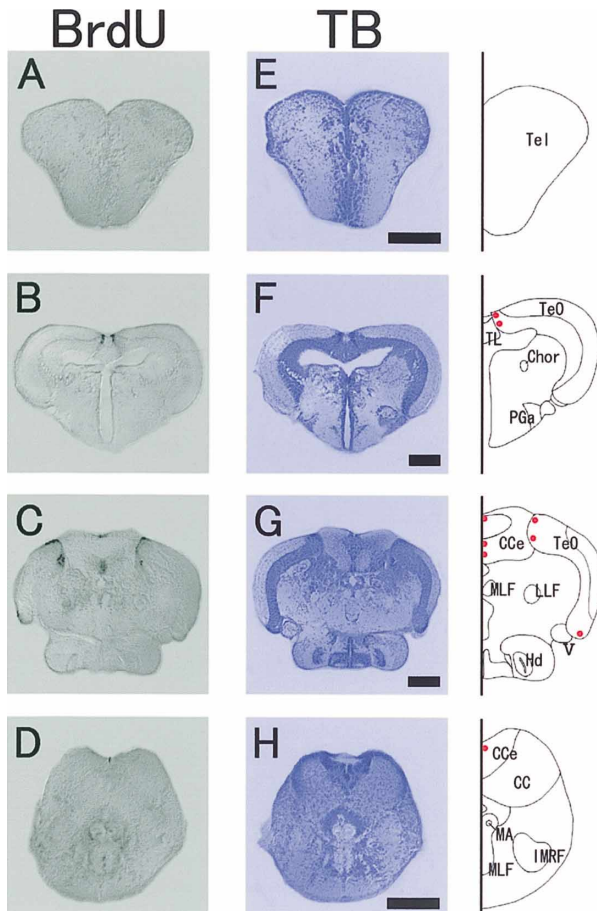 BrdU TB
A E
Tel
B F
TeO
TL
Chor
PGa
C G
CCe TeO
MLF LLF
V
Hd
D H
CCe
CC
MA
IMRF
MLF